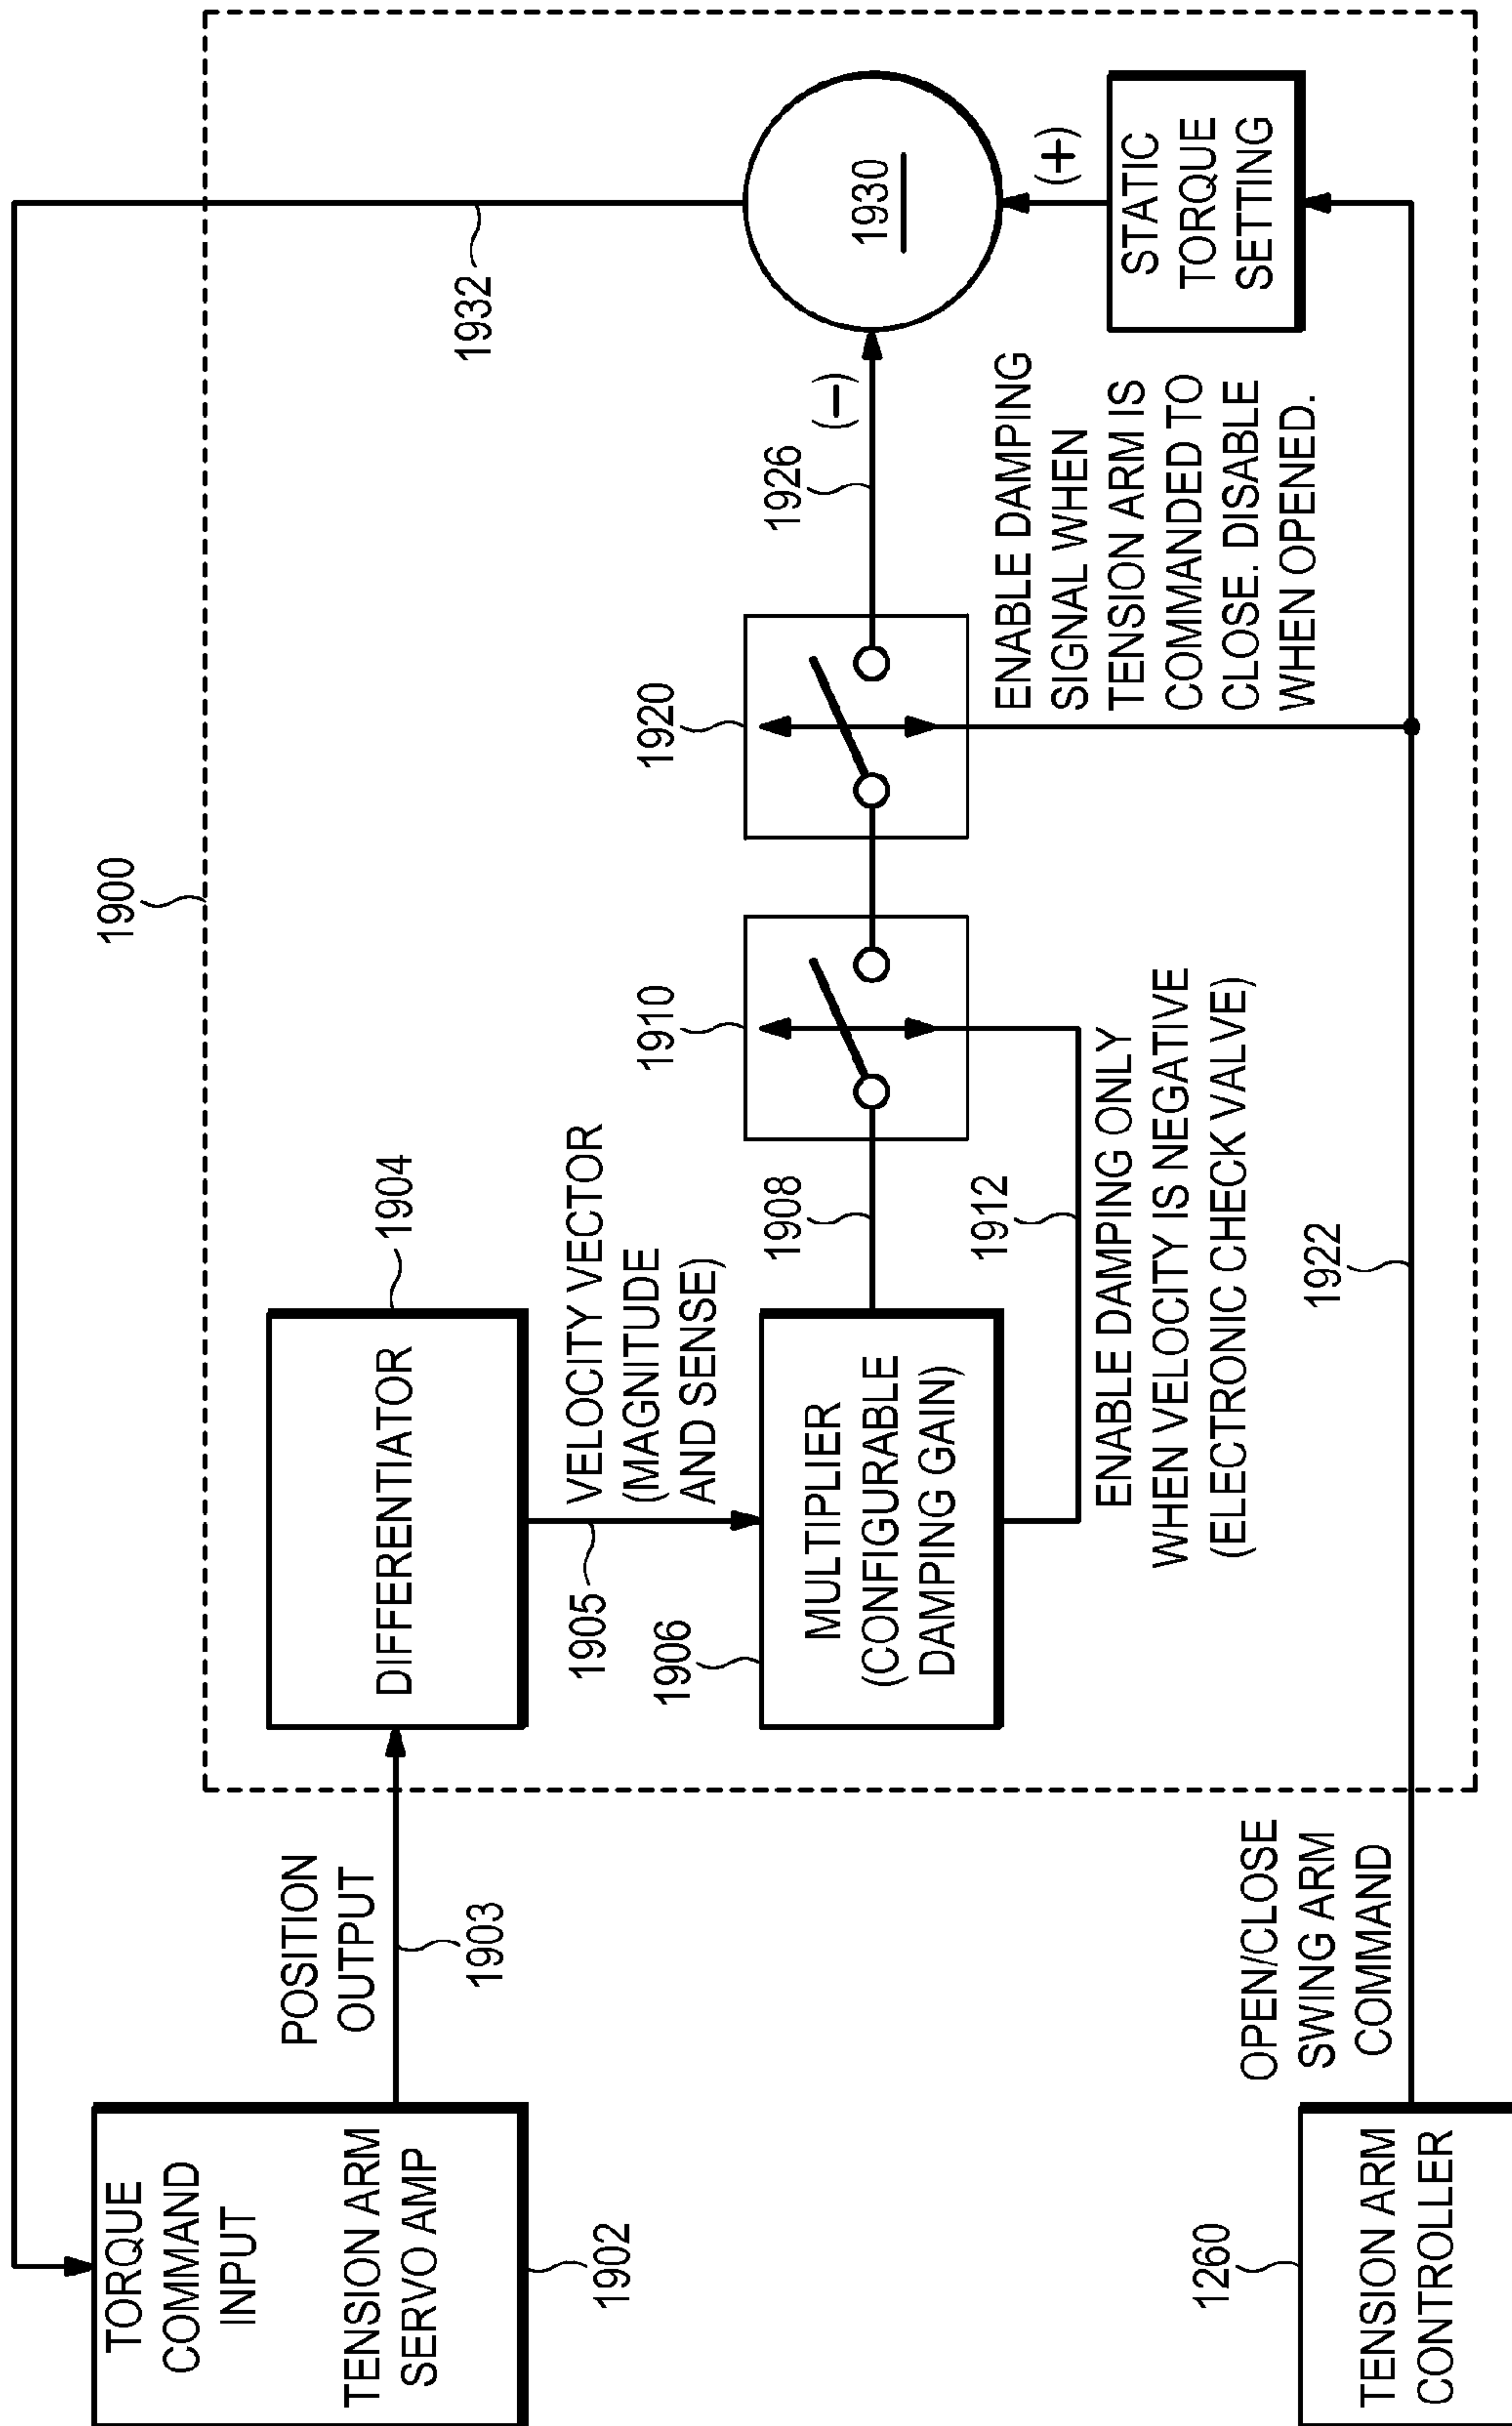 1900
TORQUE
COMMAND
INPUT
TENSION ARM
SERVO AMP
1902
POSITION
OUTPUT
1903
DIFFERENTIATOR
1904
1932
1905
VELOCITY VECTOR
(MAGNITUDE
AND SENSE)
1906
MULTIPLIER
(CONFIGURABLE
DAMPING GAIN)
1908
1910
1920
1926
(−)
1930
1912
ENABLE DAMPING ONLY
WHEN VELOCITY IS NEGATIVE
(ELECTRONIC CHECK VALVE)
ENABLE DAMPING
SIGNAL WHEN
TENSION ARM IS
COMMANDED TO
CLOSE. DISABLE
WHEN OPENED.
(+)
STATIC
TORQUE
SETTING
1260
TENSION ARM
CONTROLLER
OPEN/CLOSE
SWING ARM
COMMAND
1922